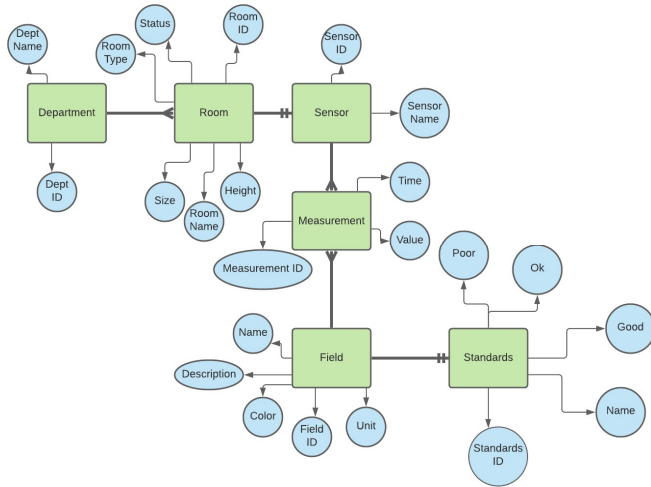 Dept
Name
Room
Type
Status
Room
ID
Sensor
ID
Sensor
Name
Department
Room
Sensor
Dept
ID
Size
Room
Name
Height
Time
Measurement
Value
Measurement ID
Poor
Ok
Good
Name
Description
Field
Standards
Color
Field
ID
Unit
Name
Standards
ID